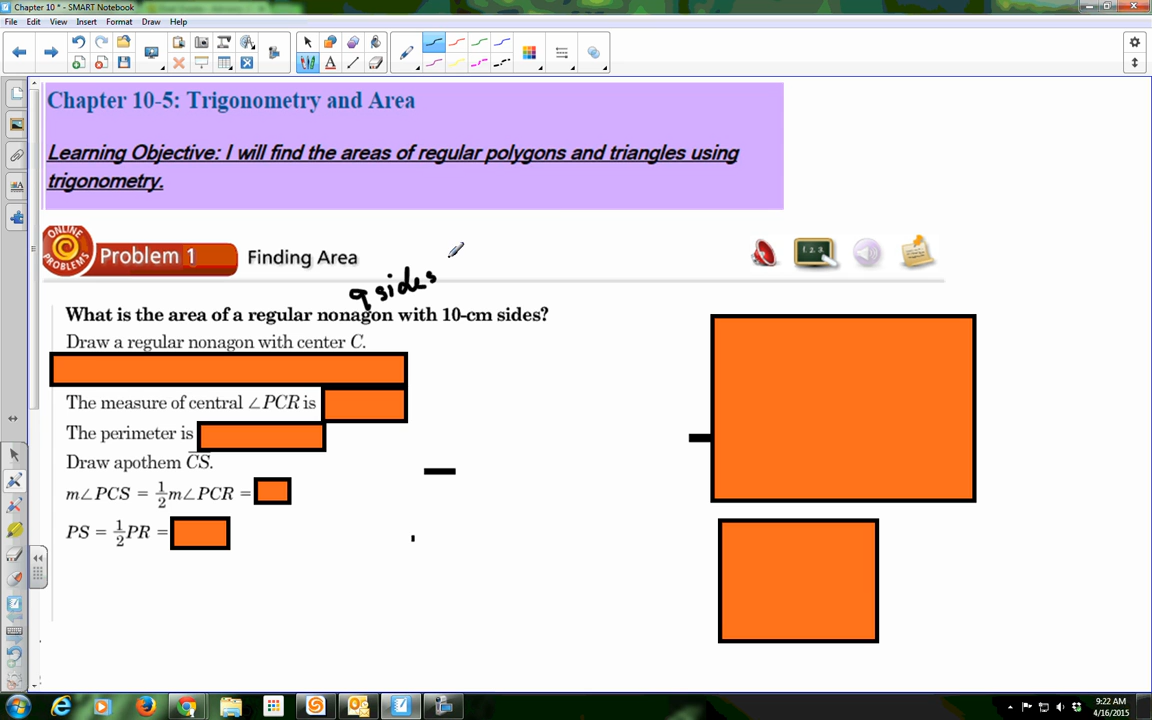 Chapter 10 * - SMART Notebook
File Edit View Insert Format Draw Help
Chapter 10-5: Trigonometry and Area
Learning Objective: I will find the areas of regular polygons and triangles using
trigonometry.
ONLINE PROBLEMS
Problem 1 Finding Area
9 sides
What is the area of a regular nonagon with 10-cm sides?
Draw a regular nonagon with center C.
The measure of central ∠PCR is
The perimeter is
Draw apothem C̅S̅.
m∠PCS = 1/2 m∠PCR =
PS = 1/2 PR =
9:22 AM
4/16/2015